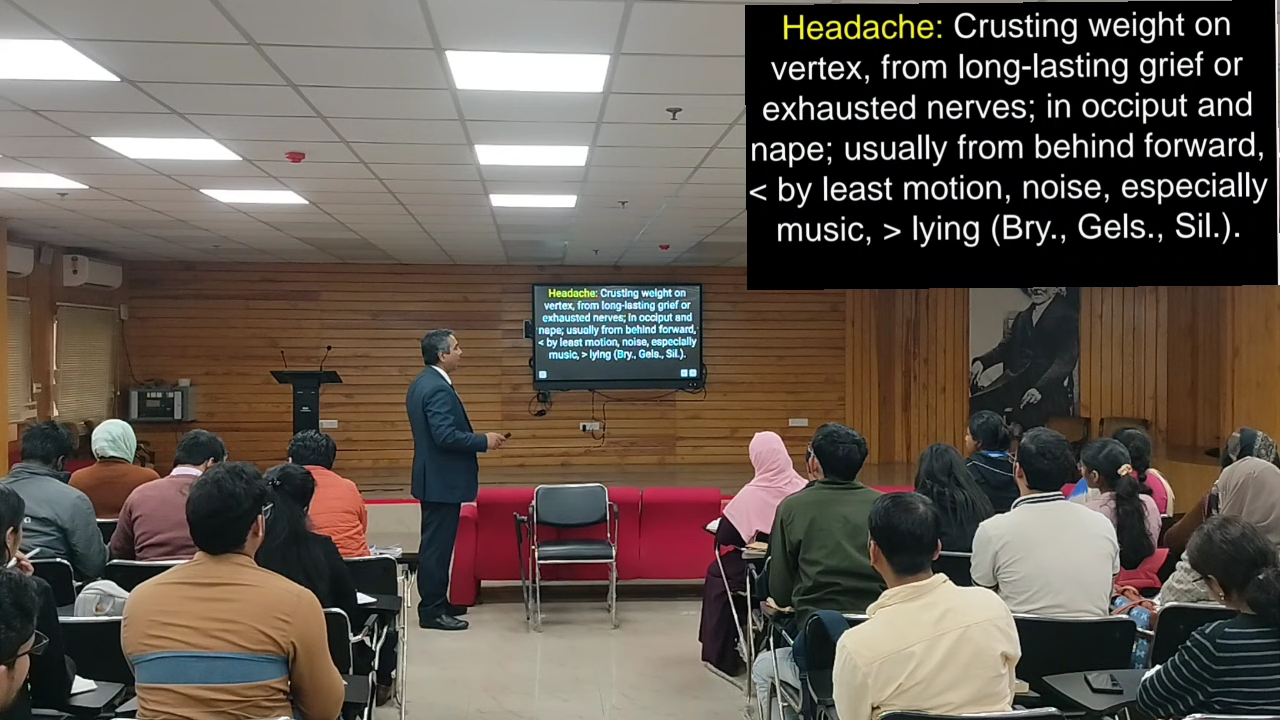 Headache: Crusting weight on
vertex, from long-lasting grief or
exhausted nerves; in occiput and
nape; usually from behind forward,
< by least motion, noise, especially
music, > lying (Bry., Gels., Sil.).
Headache: Crusting weight on
vertex, from long-lasting grief or
exhausted nerves; in occiput and
nape; usually from behind forward,
< by least motion, noise, especially
music, > lying (Bry., Gels., Sil.).